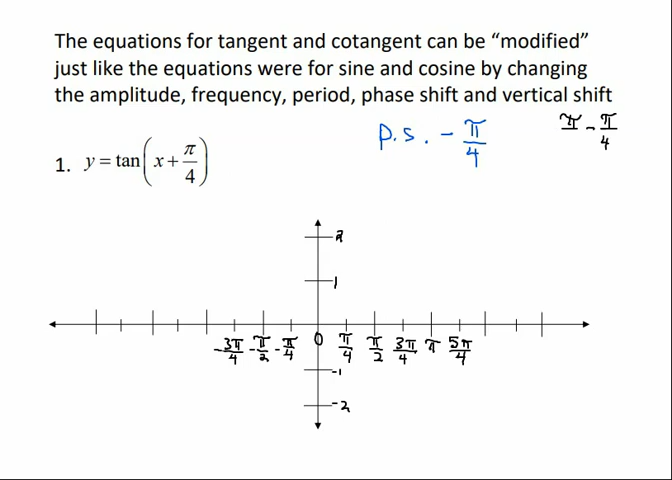 The equations for tangent and cotangent can be “modified”
just like the equations were for sine and cosine by changing
the amplitude, frequency, period, phase shift and vertical shift
p.s. - π/4
π - π/4
1. y = tan(x + π/4)
2
1
-3π/4 -π/2 -π/4 0 π/4 π/2 3π/4 π 5π/4
-1
-2